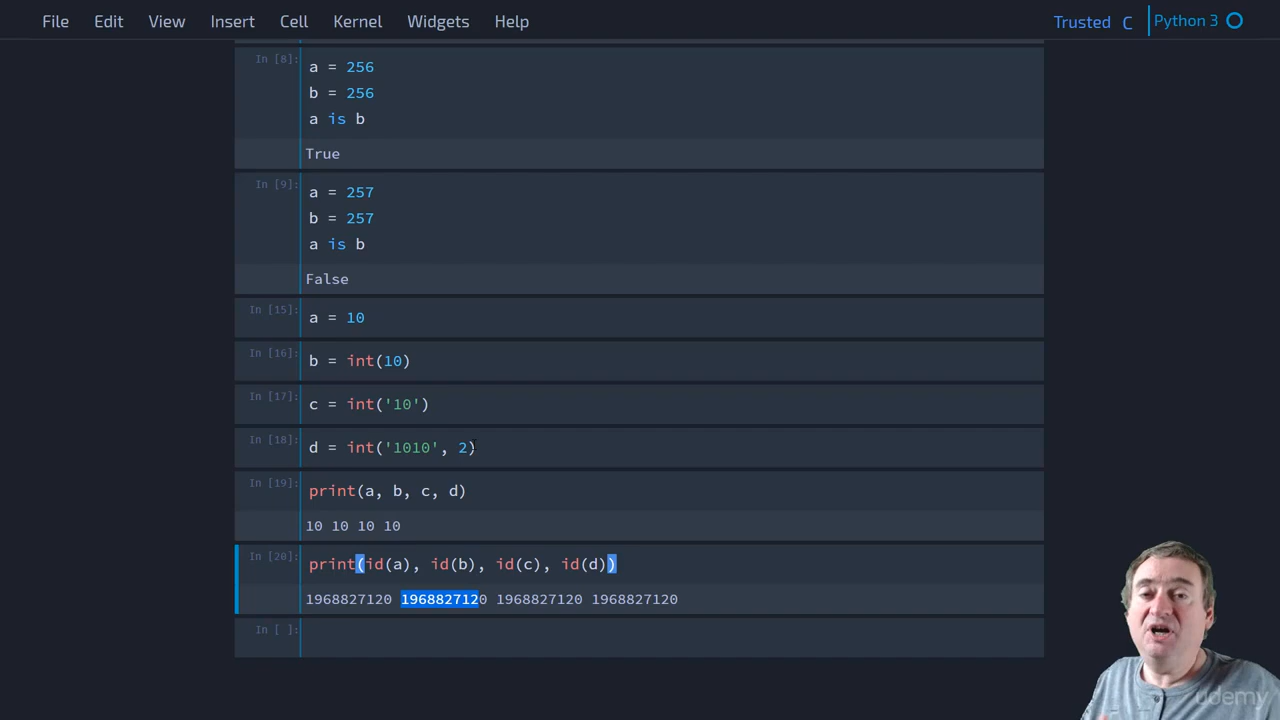 File Edit View Insert Cell Kernel Widgets Help Trusted C Python 3
In [8]: a = 256
b = 256
a is b
True
In [9]: a = 257
b = 257
a is b
False
In [15]: a = 10
In [16]: b = int(10)
In [17]: c = int('10')
In [18]: d = int('1010', 2)
In [19]: print(a, b, c, d)
10 10 10 10
In [20]: print(id(a), id(b), id(c), id(d))
1968827120 1968827120 1968827120 1968827120
In [ ]:
udemy